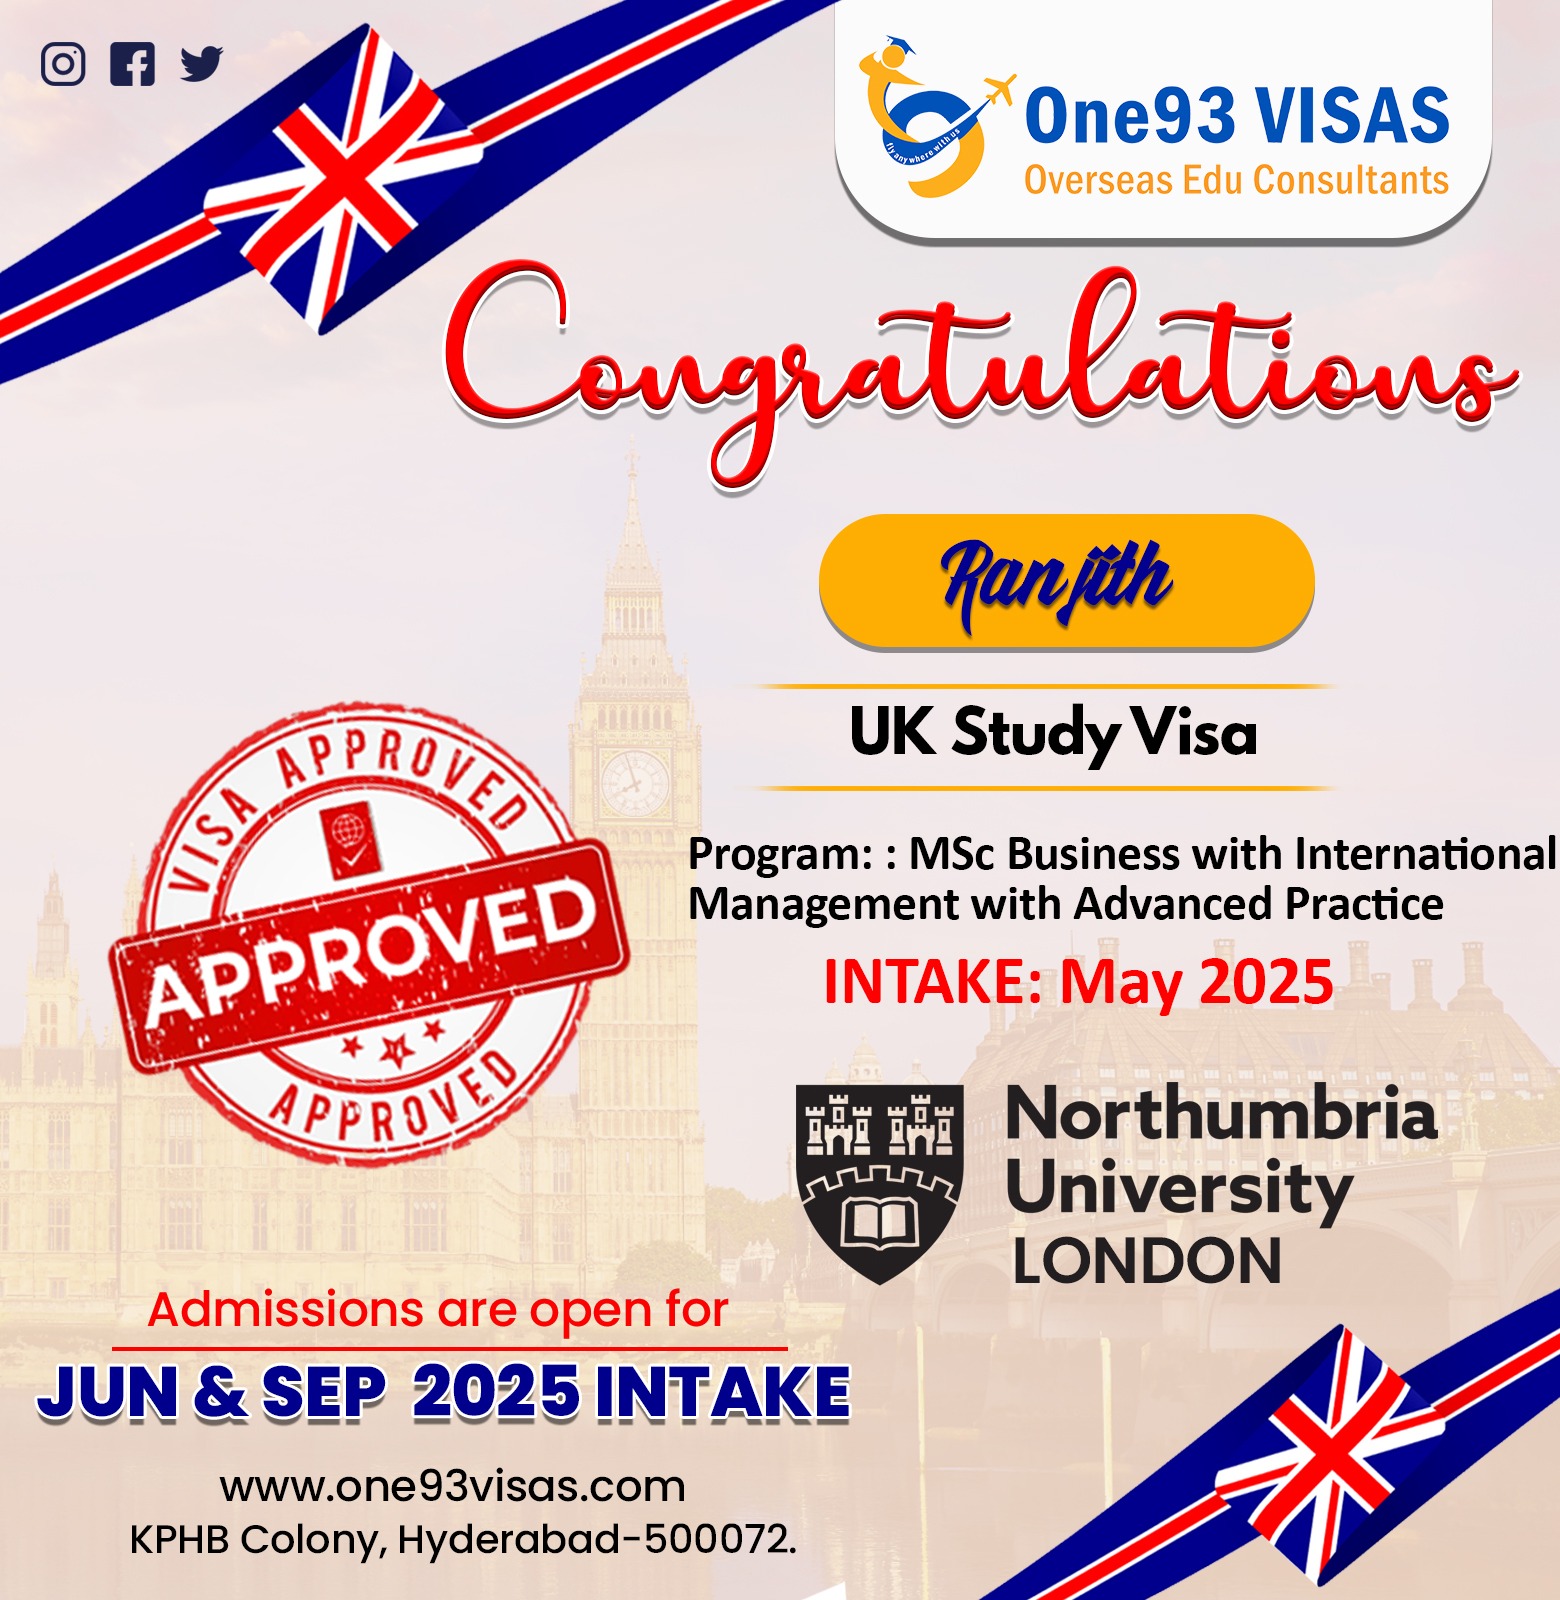 One93 VISAS
Overseas Edu Consultants
fly anywhere with us
Congratulations
Ranjith
UK Study Visa
VISA APPROVED
APPROVED
APPROVED
Program: : MSc Business with International
Management with Advanced Practice
INTAKE: May 2025
Northumbria
University
LONDON
Admissions are open for
JUN & SEP 2025 INTAKE
www.one93visas.com
KPHB Colony, Hyderabad-500072.